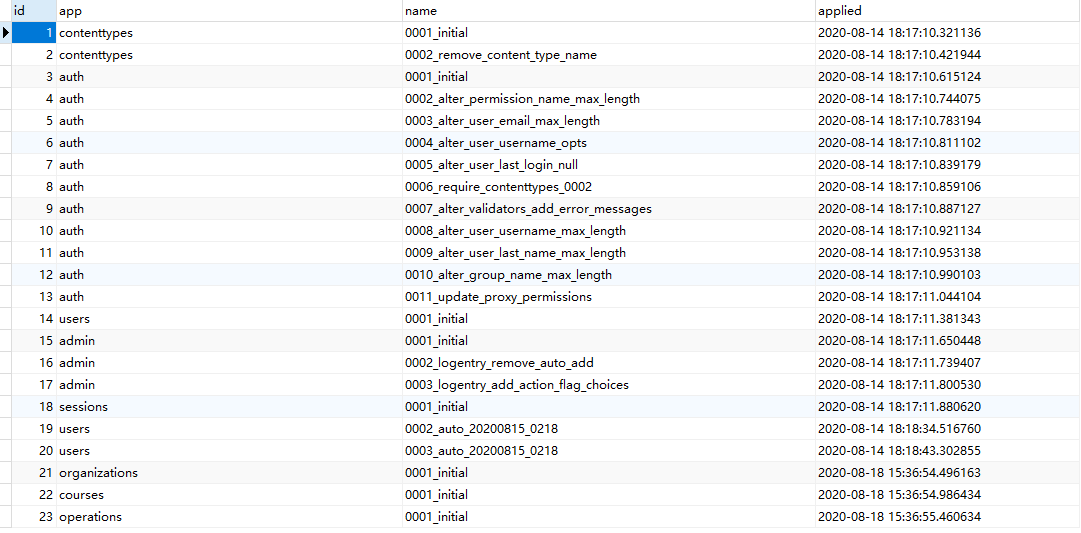 id app name applied
1 contenttypes 0001_initial 2020-08-14 18:17:10.321136
2 contenttypes 0002_remove_content_type_name 2020-08-14 18:17:10.421944
3 auth 0001_initial 2020-08-14 18:17:10.615124
4 auth 0002_alter_permission_name_max_length 2020-08-14 18:17:10.744075
5 auth 0003_alter_user_email_max_length 2020-08-14 18:17:10.783194
6 auth 0004_alter_user_username_opts 2020-08-14 18:17:10.811102
7 auth 0005_alter_user_last_login_null 2020-08-14 18:17:10.839179
8 auth 0006_require_contenttypes_0002 2020-08-14 18:17:10.859106
9 auth 0007_alter_validators_add_error_messages 2020-08-14 18:17:10.887127
10 auth 0008_alter_user_username_max_length 2020-08-14 18:17:10.921134
11 auth 0009_alter_user_last_name_max_length 2020-08-14 18:17:10.953138
12 auth 0010_alter_group_name_max_length 2020-08-14 18:17:10.990103
13 auth 0011_update_proxy_permissions 2020-08-14 18:17:11.044104
14 users 0001_initial 2020-08-14 18:17:11.381343
15 admin 0001_initial 2020-08-14 18:17:11.650448
16 admin 0002_logentry_remove_auto_add 2020-08-14 18:17:11.739407
17 admin 0003_logentry_add_action_flag_choices 2020-08-14 18:17:11.800530
18 sessions 0001_initial 2020-08-14 18:17:11.880620
19 users 0002_auto_20200815_0218 2020-08-14 18:18:34.516760
20 users 0003_auto_20200815_0218 2020-08-14 18:18:43.302855
21 organizations 0001_initial 2020-08-18 15:36:54.496163
22 courses 0001_initial 2020-08-18 15:36:54.986434
23 operations 0001_initial 2020-08-18 15:36:55.460634